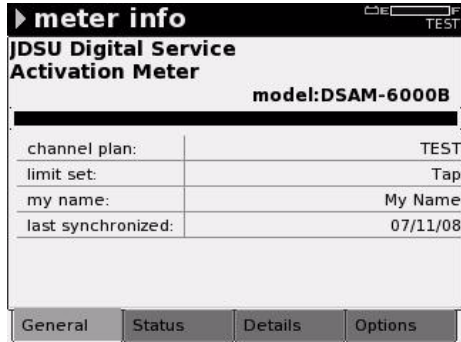 meter info
E F
TEST
JDSU Digital Service
Activation Meter
model:DSAM-6000B
channel plan: TEST
limit set: Tap
my name: My Name
last synchronized: 07/11/08
General Status Details Options